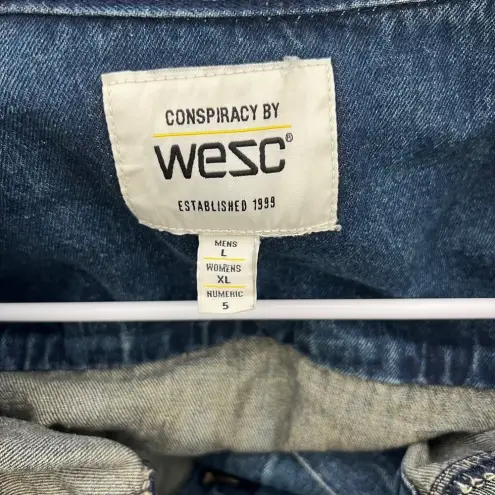 CONSPIRACY BY
wesc®
ESTABLISHED 1999
MENS
L
WOMENS
XL
NUMERIC
5